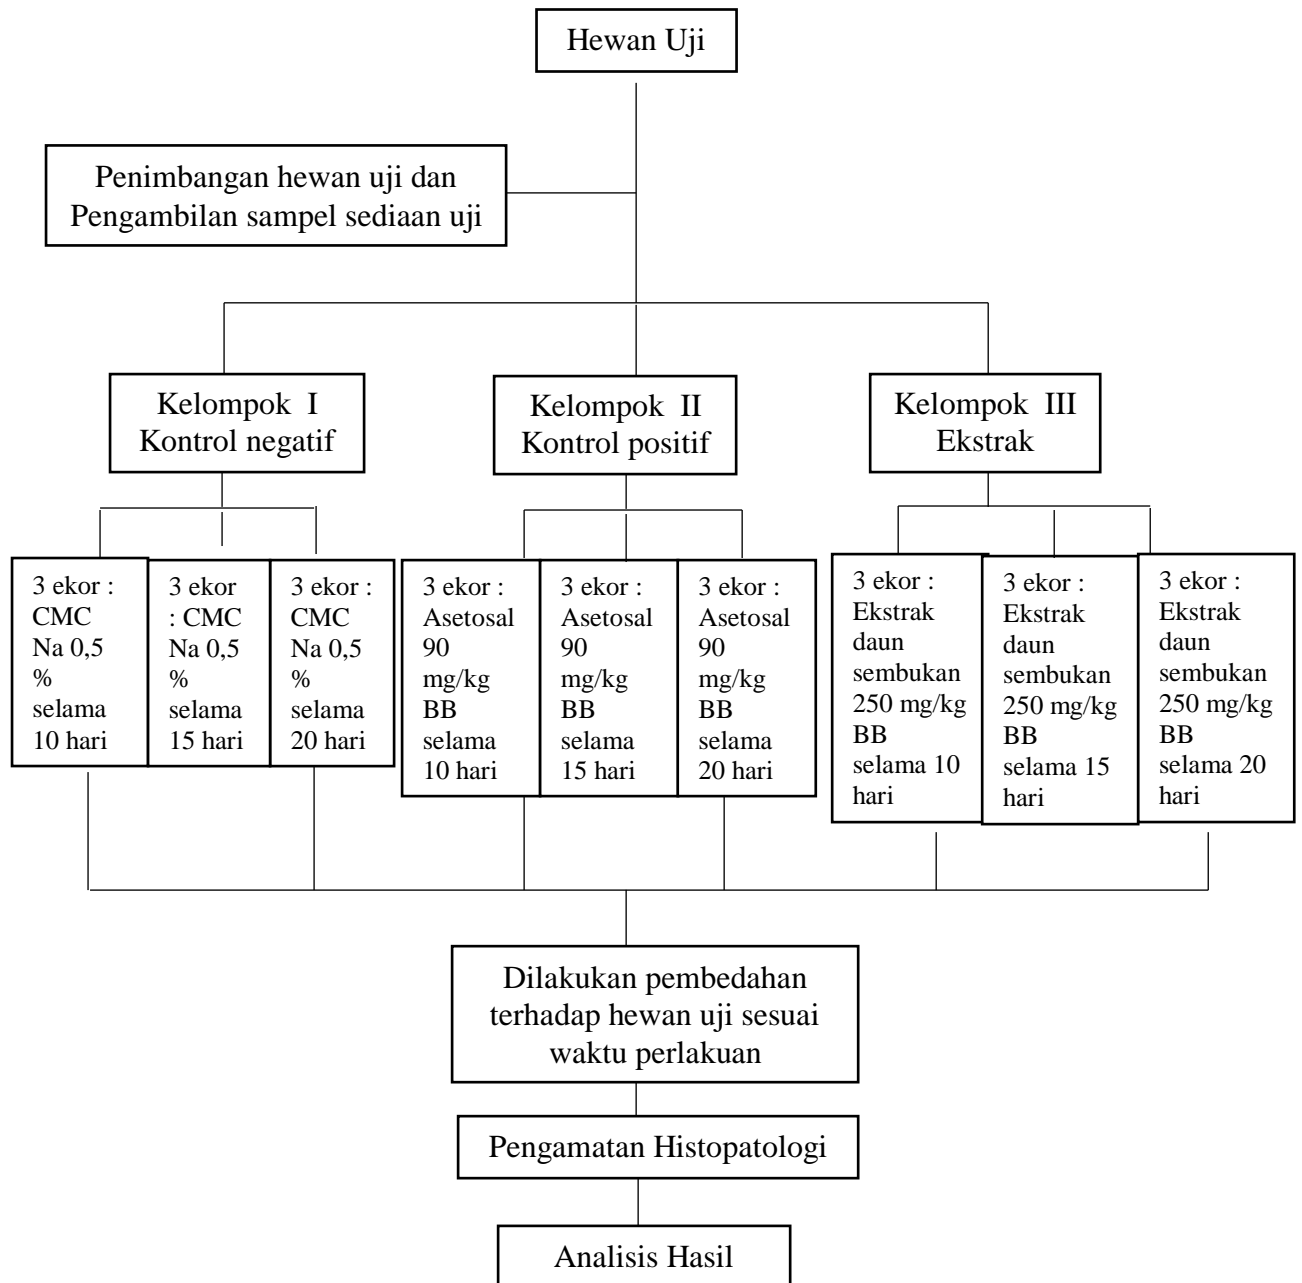 Hewan Uji
Penimbangan hewan uji dan
Pengambilan sampel sediaan uji
Kelompok I
Kontrol negatif
Kelompok II
Kontrol positif
Kelompok III
Ekstrak
3 ekor :
CMC
Na 0,5
%
selama
10 hari
3 ekor
: CMC
Na 0,5
%
selama
15 hari
3 ekor :
CMC
Na 0,5
%
selama
20 hari
3 ekor :
Asetosal
90
mg/kg
BB
selama
10 hari
3 ekor :
Asetosal
90
mg/kg
BB
selama
15 hari
3 ekor :
Asetosal
90
mg/kg
BB
selama
20 hari
3 ekor :
Ekstrak
daun
sembukan
250 mg/kg
BB
selama 10
hari
3 ekor :
Ekstrak
daun
sembukan
250 mg/kg
BB
selama 15
hari
3 ekor :
Ekstrak
daun
sembukan
250 mg/kg
BB
selama 20
hari
Dilakukan pembedahan
terhadap hewan uji sesuai
waktu perlakuan
Pengamatan Histopatologi
Analisis Hasil